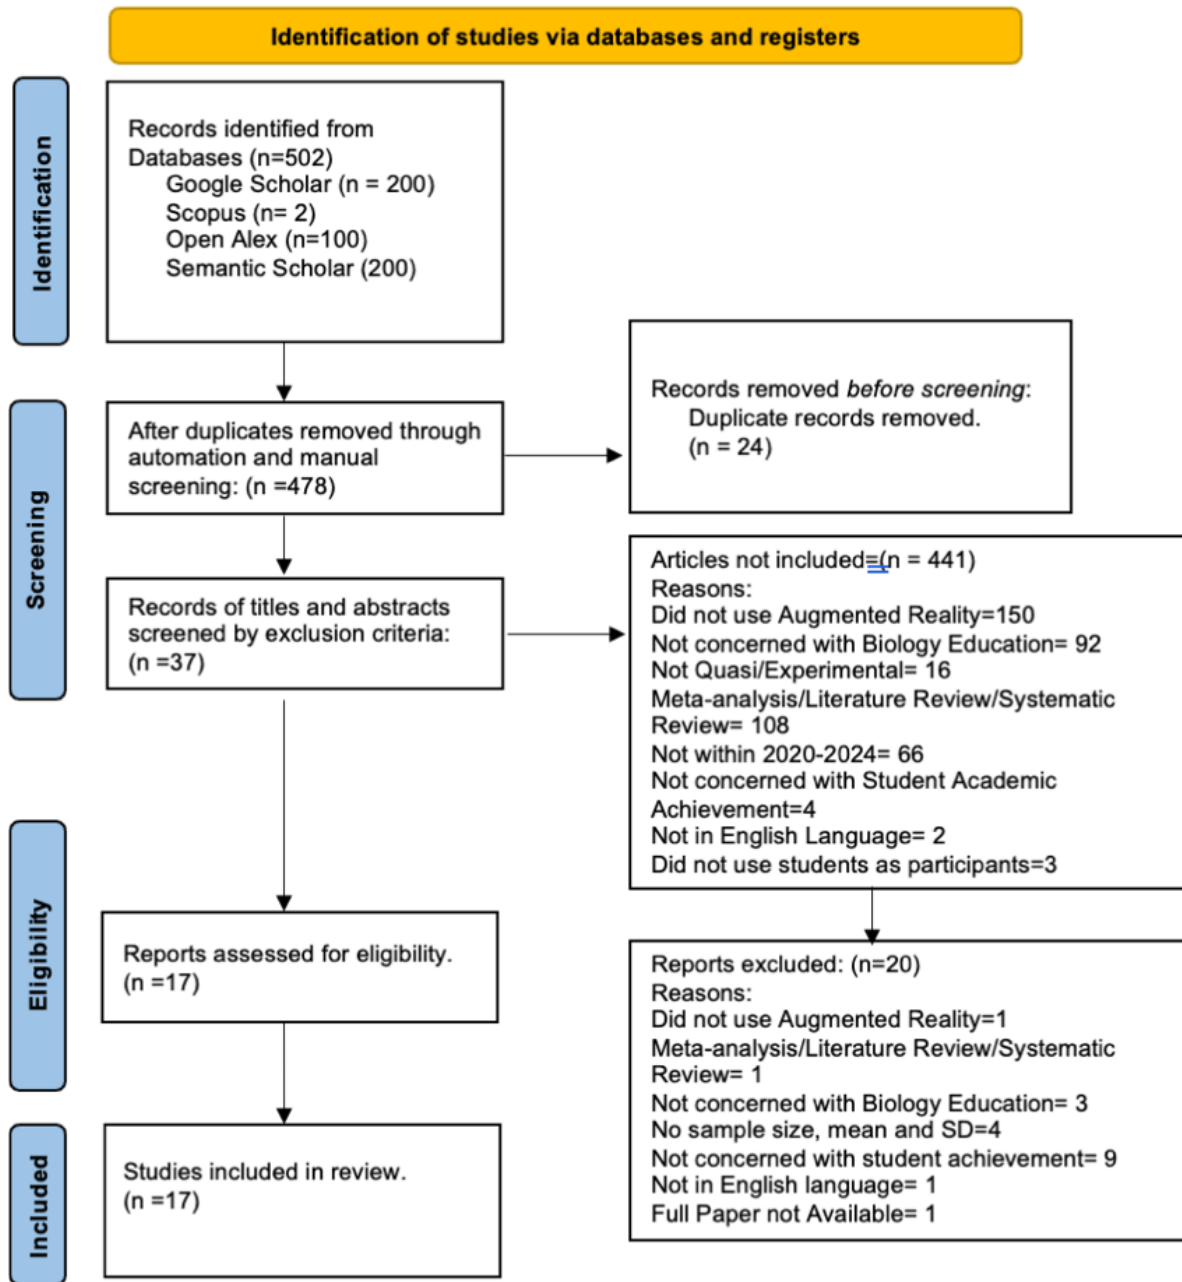 Identification of studies via databases and registers
Identification
Records identified from
Databases (n=502)
Google Scholar (n = 200)
Scopus (n= 2)
Open Alex (n=100)
Semantic Scholar (200)
Screening
After duplicates removed through
automation and manual
screening: (n =478)
Records removed before screening:
Duplicate records removed.
(n = 24)
Records of titles and abstracts
screened by exclusion criteria:
(n =37)
Articles not included=(n = 441)
Reasons:
Did not use Augmented Reality=150
Not concerned with Biology Education= 92
Not Quasi/Experimental= 16
Meta-analysis/Literature Review/Systematic
Review= 108
Not within 2020-2024= 66
Not concerned with Student Academic
Achievement=4
Not in English Language= 2
Did not use students as participants=3
Eligibility
Reports assessed for eligibility.
(n =17)
Reports excluded: (n=20)
Reasons:
Did not use Augmented Reality=1
Meta-analysis/Literature Review/Systematic
Review= 1
Not concerned with Biology Education= 3
No sample size, mean and SD=4
Not concerned with student achievement= 9
Not in English language= 1
Full Paper not Available= 1
Included
Studies included in review.
(n =17)